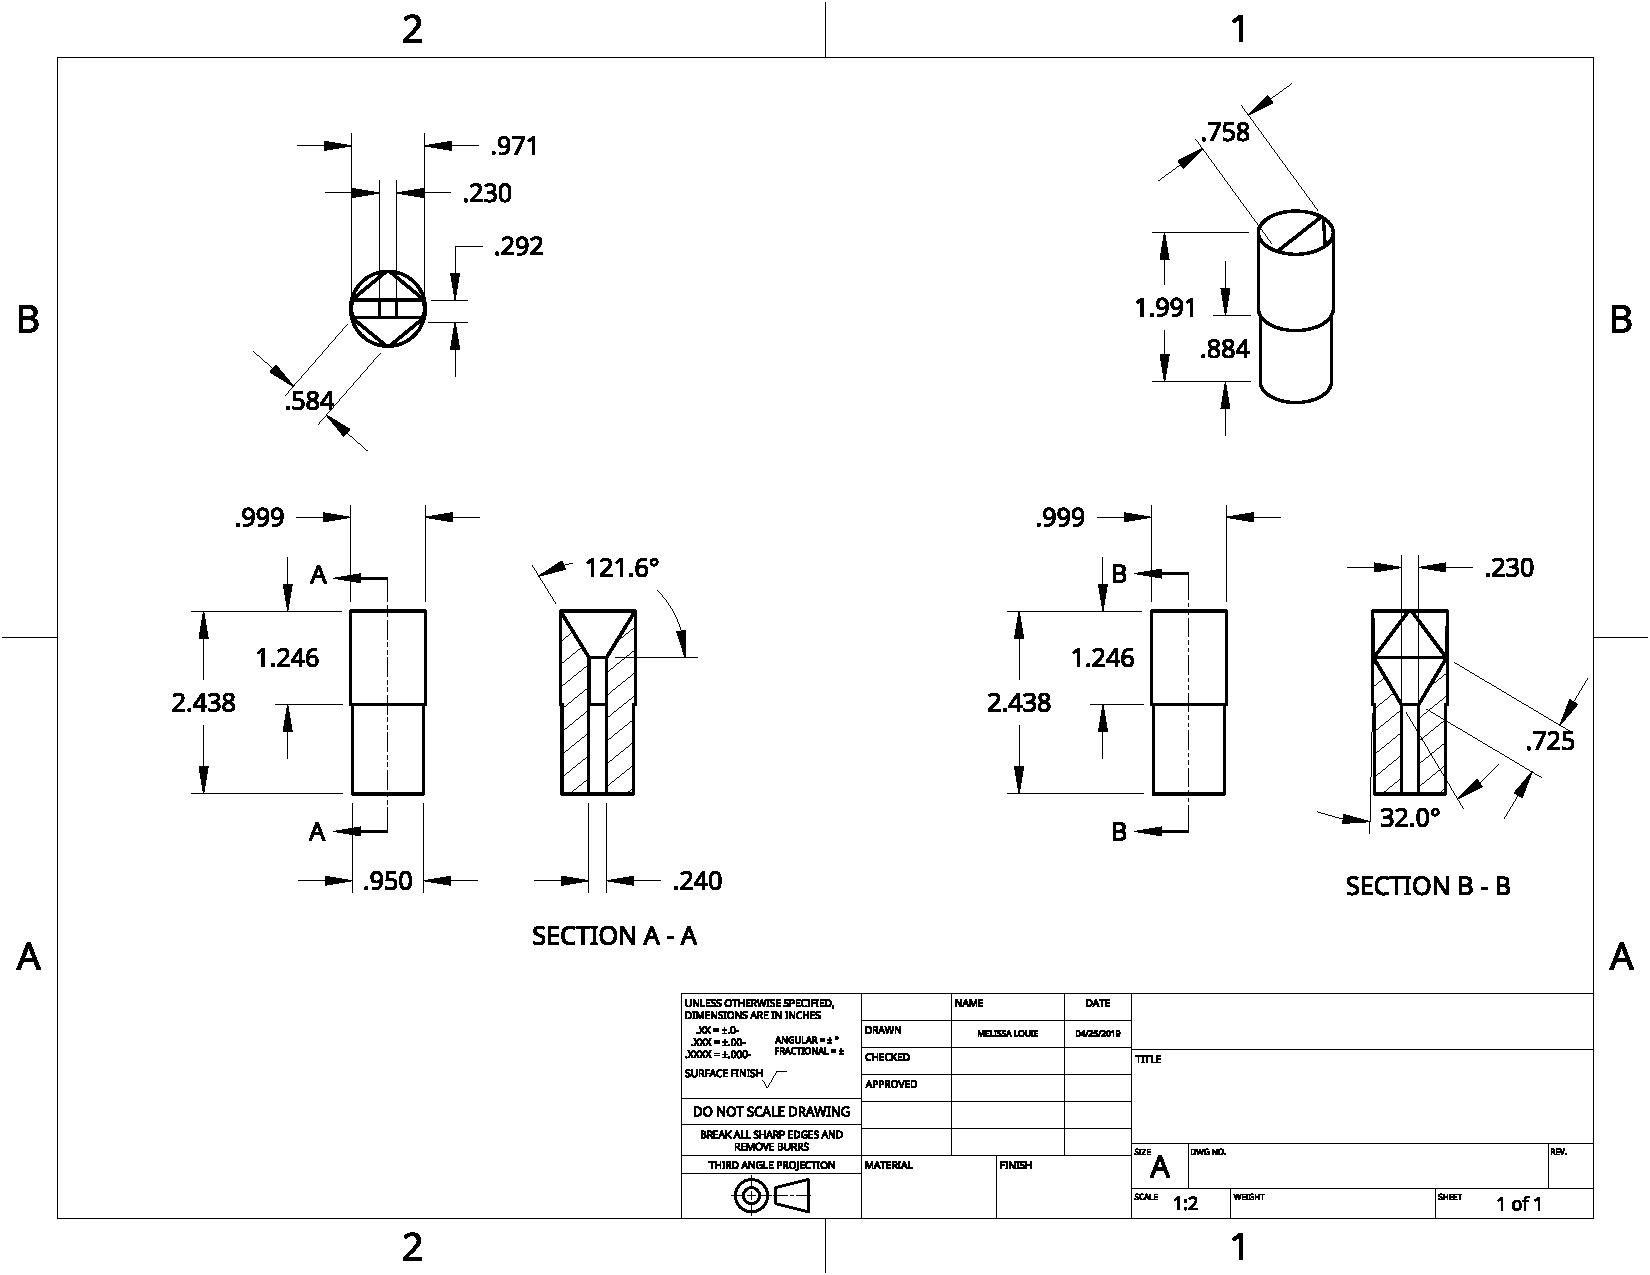 2 1
.971
.758
.230
.292
B B
1.991
.884
.584
.999 .999
A 121.6° B .230
1.246 1.246
2.438 2.438
.725
A B 32.0°
.950 .240
SECTION B - B
SECTION A - A
A A
UNLESS OTHERWISE SPECIFIED,
DIMENSIONS ARE IN INCHES
.XX = ±.0-
.XXX = ±.00-
.XXXX = ±.000-
ANGULAR = ± °
FRACTIONAL = ±
SURFACE FINISH
DO NOT SCALE DRAWING
BREAK ALL SHARP EDGES AND
REMOVE BURRS
THIRD ANGLE PROJECTION
NAME DATE
DRAWN MELISSA LOUIE 04/25/2019
CHECKED
APPROVED
MATERIAL FINISH
TITLE
SIZE A DWG NO. REV.
SCALE 1:2 WEIGHT SHEET 1 of 1
2 1